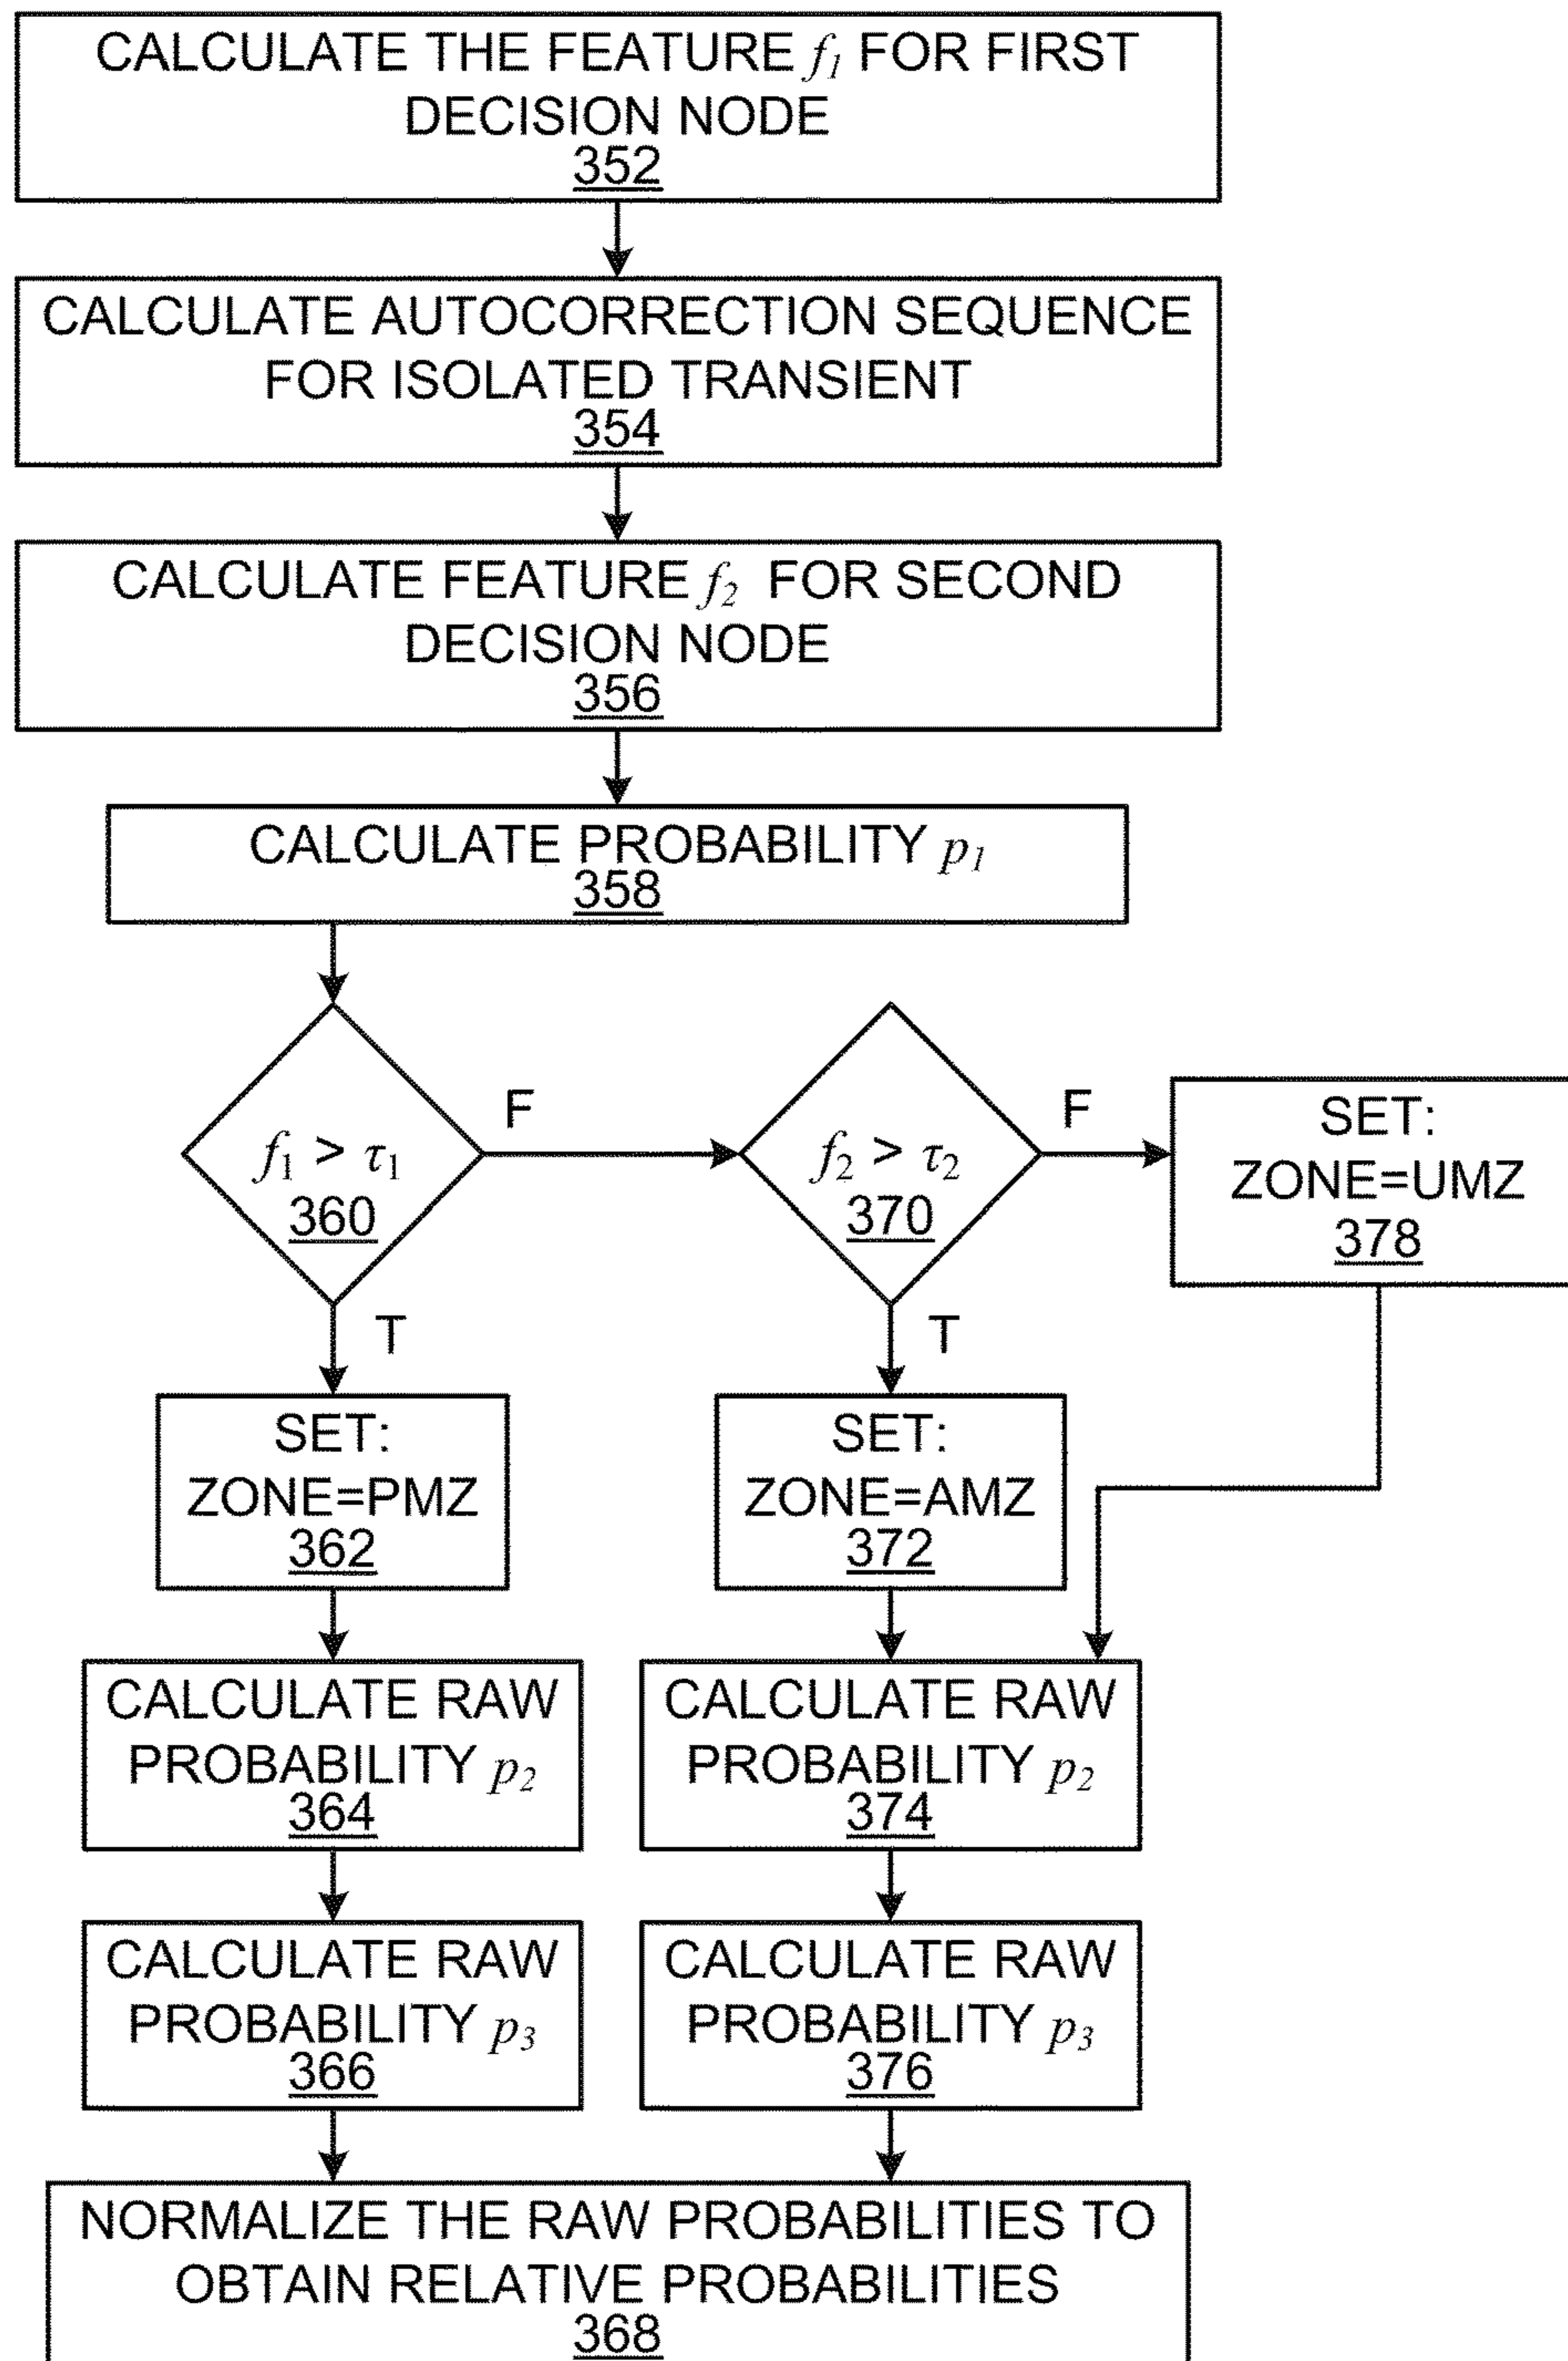 CALCULATE THE FEATURE f1 FOR FIRST
DECISION NODE
352
CALCULATE AUTOCORRECTION SEQUENCE
FOR ISOLATED TRANSIENT
354
CALCULATE FEATURE f2 FOR SECOND
DECISION NODE
356
CALCULATE PROBABILITY p1
358
f1 > τ1
360
F
T
f2 > τ2
370
F
T
SET:
ZONE=UMZ
378
SET:
ZONE=PMZ
362
SET:
ZONE=AMZ
372
CALCULATE RAW
PROBABILITY p2
364
CALCULATE RAW
PROBABILITY p2
374
CALCULATE RAW
PROBABILITY p3
366
CALCULATE RAW
PROBABILITY p3
376
NORMALIZE THE RAW PROBABILITIES TO
OBTAIN RELATIVE PROBABILITIES
368